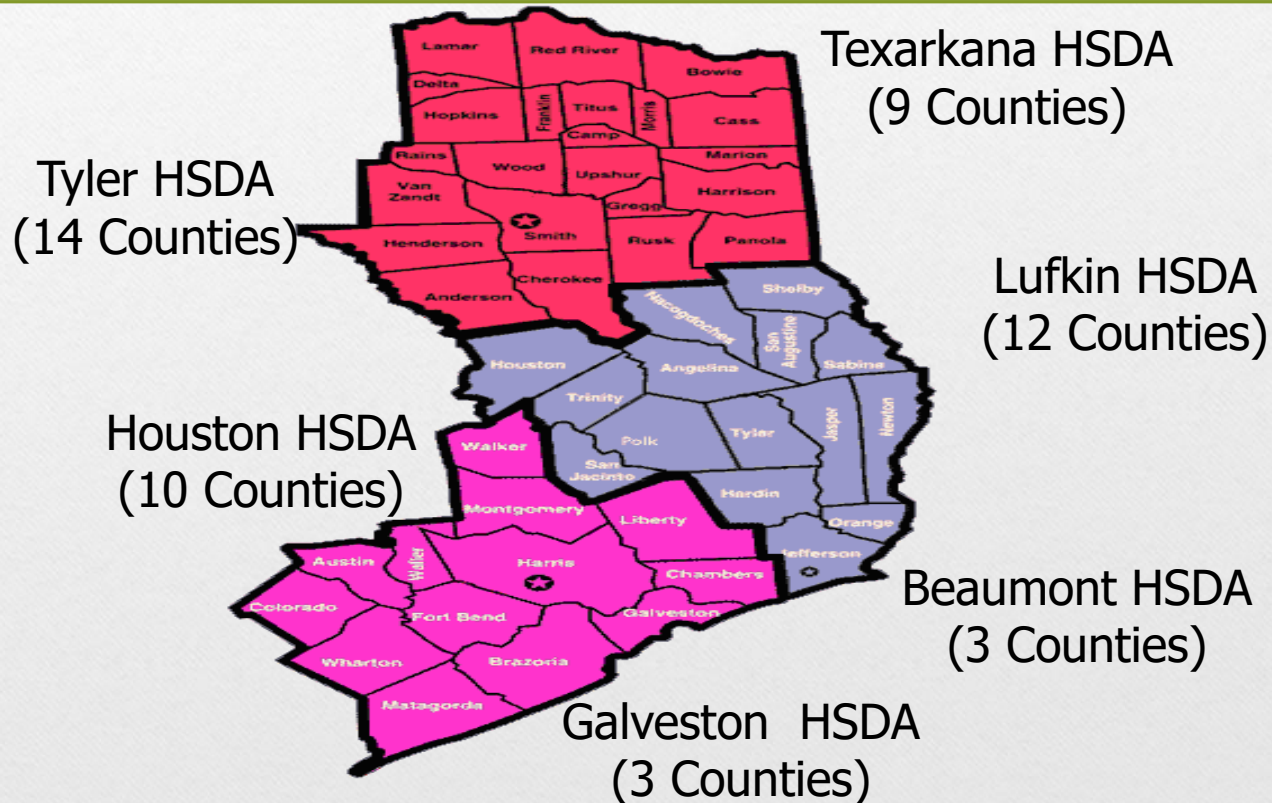 Texarkana HSDA
(9 Counties)
Tyler HSDA
(14 Counties)
Lufkin HSDA
(12 Counties)
Houston HSDA
(10 Counties)
Beaumont HSDA
(3 Counties)
Galveston HSDA
(3 Counties)
Lamar
Red River
Bowie
Delta
Hopkins
Franklin
Titus
Morris
Camp
Cass
Rains
Wood
Upshur
Marion
Van
Zandt
Harrison
Gregg
Smith
Henderson
Rusk
Panola
Cherokee
Anderson
Shelby
Nacogdoches
San
Augustine
Houston
Angelina
Sabine
Trinity
Polk
Tyler
Jasper
Newton
San
Jacinto
Hardin
Orange
Jefferson
Walker
Montgomery
Liberty
Austin
Waller
Harris
Chambers
Colorado
Fort Bend
Galveston
Wharton
Brazoria
Matagorda